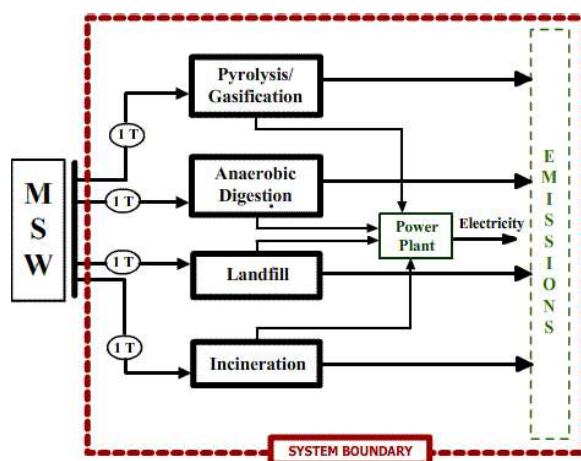 Pyrolysis/
Gasification
1 T
Anaerobic
Digestion
1 T
M
S
W
Power
Plant
Electricity
1 T
Landfill
1 T
Incineration
E
M
I
S
S
I
O
N
S
SYSTEM BOUNDARY